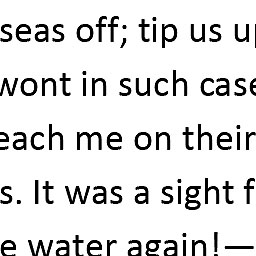 seas off; tip us up
wont in such case
each me on their
s. It was a sight f
e water again!—